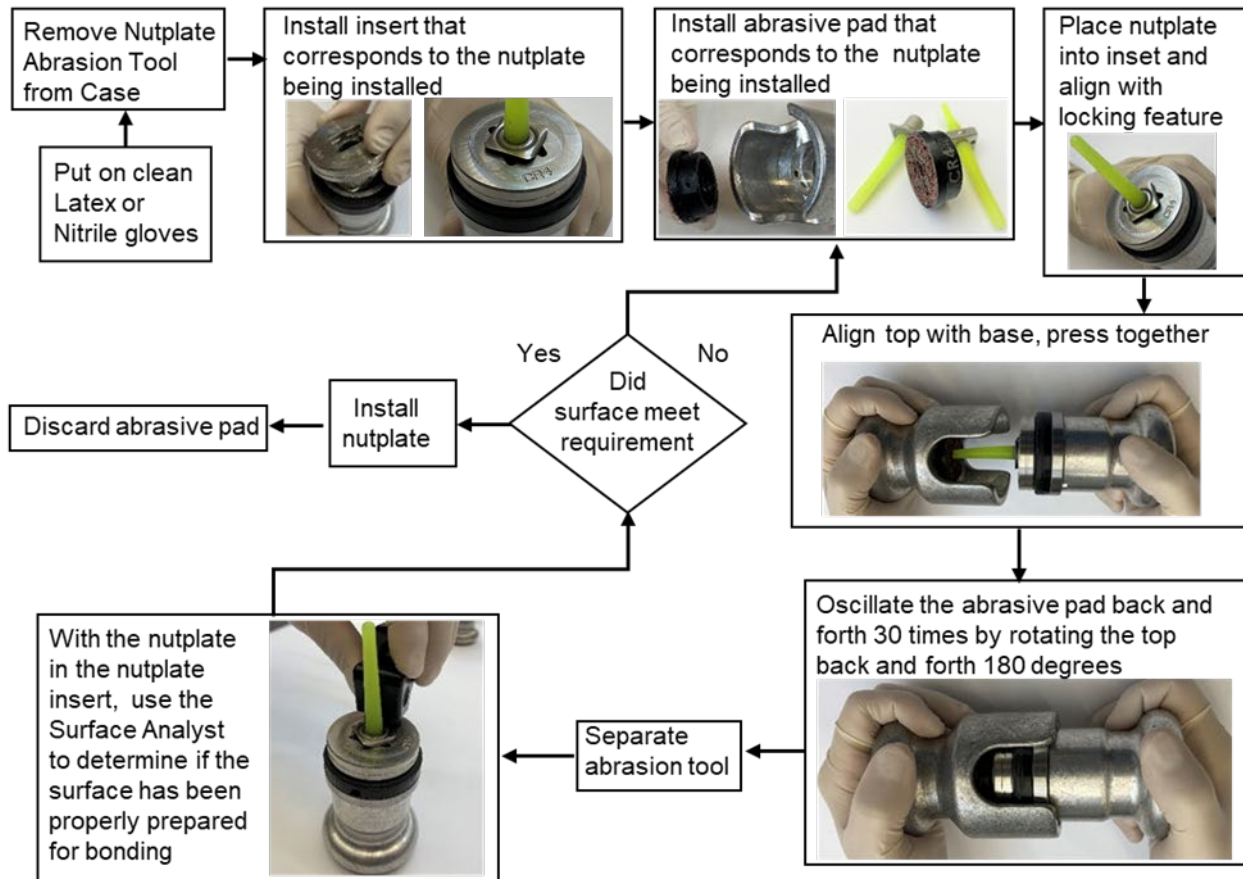 Put on clean
Latex or
Nitrile gloves
Remove Nutplate
Abrasion Tool
from Case
Install insert that
corresponds to the nutplate
being installed
CR4
Install abrasive pad that
corresponds to the  nutplate
being installed
CR4
Place nutplate
into inset and
align with
locking feature
CR4
Align top with base, press together
Oscillate the abrasive pad back and
forth 30 times by rotating the top
back and forth 180 degrees
Separate
abrasion tool
With the nutplate
in the nutplate
insert,  use the
Surface Analyst
to determine if the
surface has been
properly prepared
for bonding
Did
surface meet
requirement
Yes
No
Install
nutplate
Discard abrasive pad